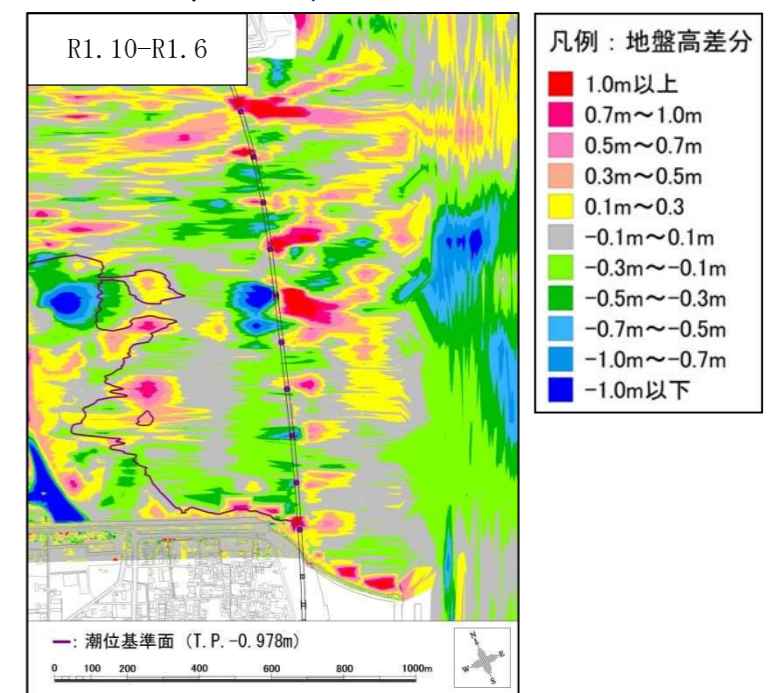 R1.10-R1.6
凡例：地盤高差分
1.0m以上
0.7m～1.0m
0.5m～0.7m
0.3m～0.5m
0.1m～0.3
-0.1m～0.1m
-0.3m～-0.1m
-0.5m～-0.3m
-0.7m～-0.5m
-1.0m～-0.7m
-1.0m以下
―: 潮位基準面 (T.P.-0.978m)
0 100 200 400 600 800 1000m
N
E
W
S